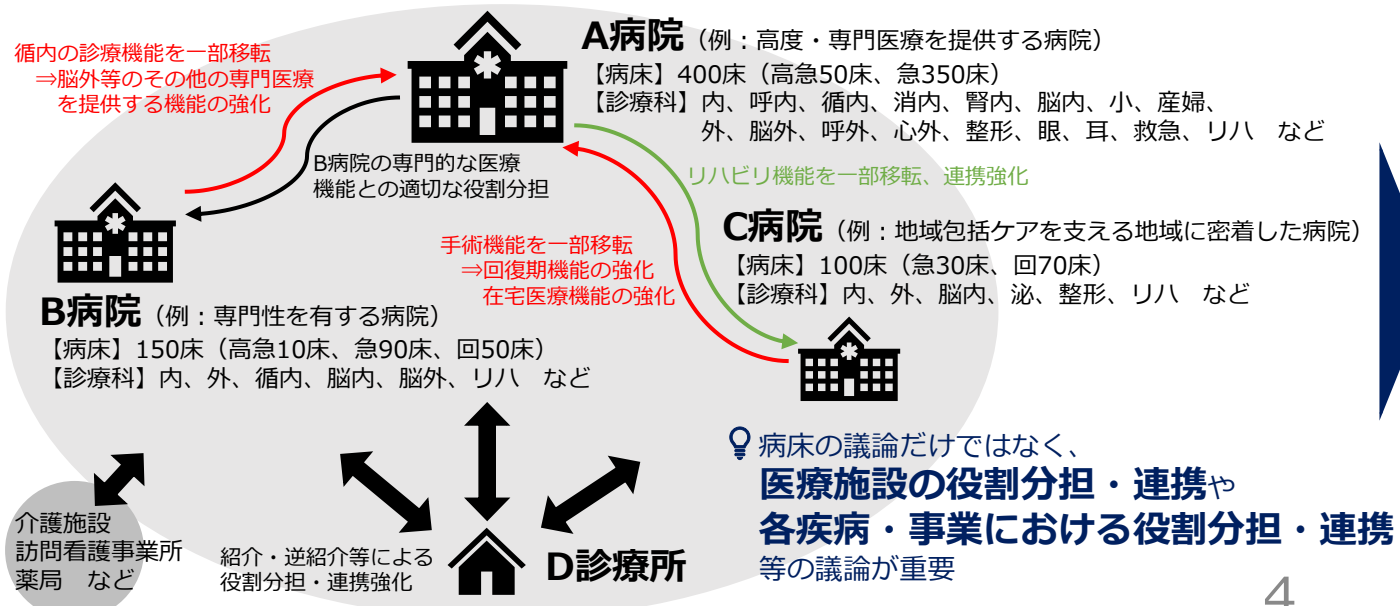 循内の診療機能を一部移転
⇒脳外等のその他の専門医療
を提供する機能の強化
A病院（例：高度・専門医療を提供する病院）
【病床】400床（高急50床、急350床）
【診療科】内、呼内、循内、消内、腎内、脳内、小、産婦、
外、脳外、呼外、心外、整形、眼、耳、救急、リハ など
B病院の専門的な医療
機能との適切な役割分担
リハビリ機能を一部移転、連携強化
手術機能を一部移転
⇒回復期機能の強化
在宅医療機能の強化
C病院（例：地域包括ケアを支える地域に密着した病院）
【病床】100床（急30床、回70床）
【診療科】内、外、脳内、泌、整形、リハ など
B病院（例：専門性を有する病院）
【病床】150床（高急10床、急90床、回50床）
【診療科】内、外、循内、脳内、脳外、リハ など
介護施設
訪問看護事業所
薬局 など
紹介・逆紹介等による
役割分担・連携強化
D診療所
病床の議論だけではなく、
医療施設の役割分担・連携や
各疾病・事業における役割分担・連携
等の議論が重要
4